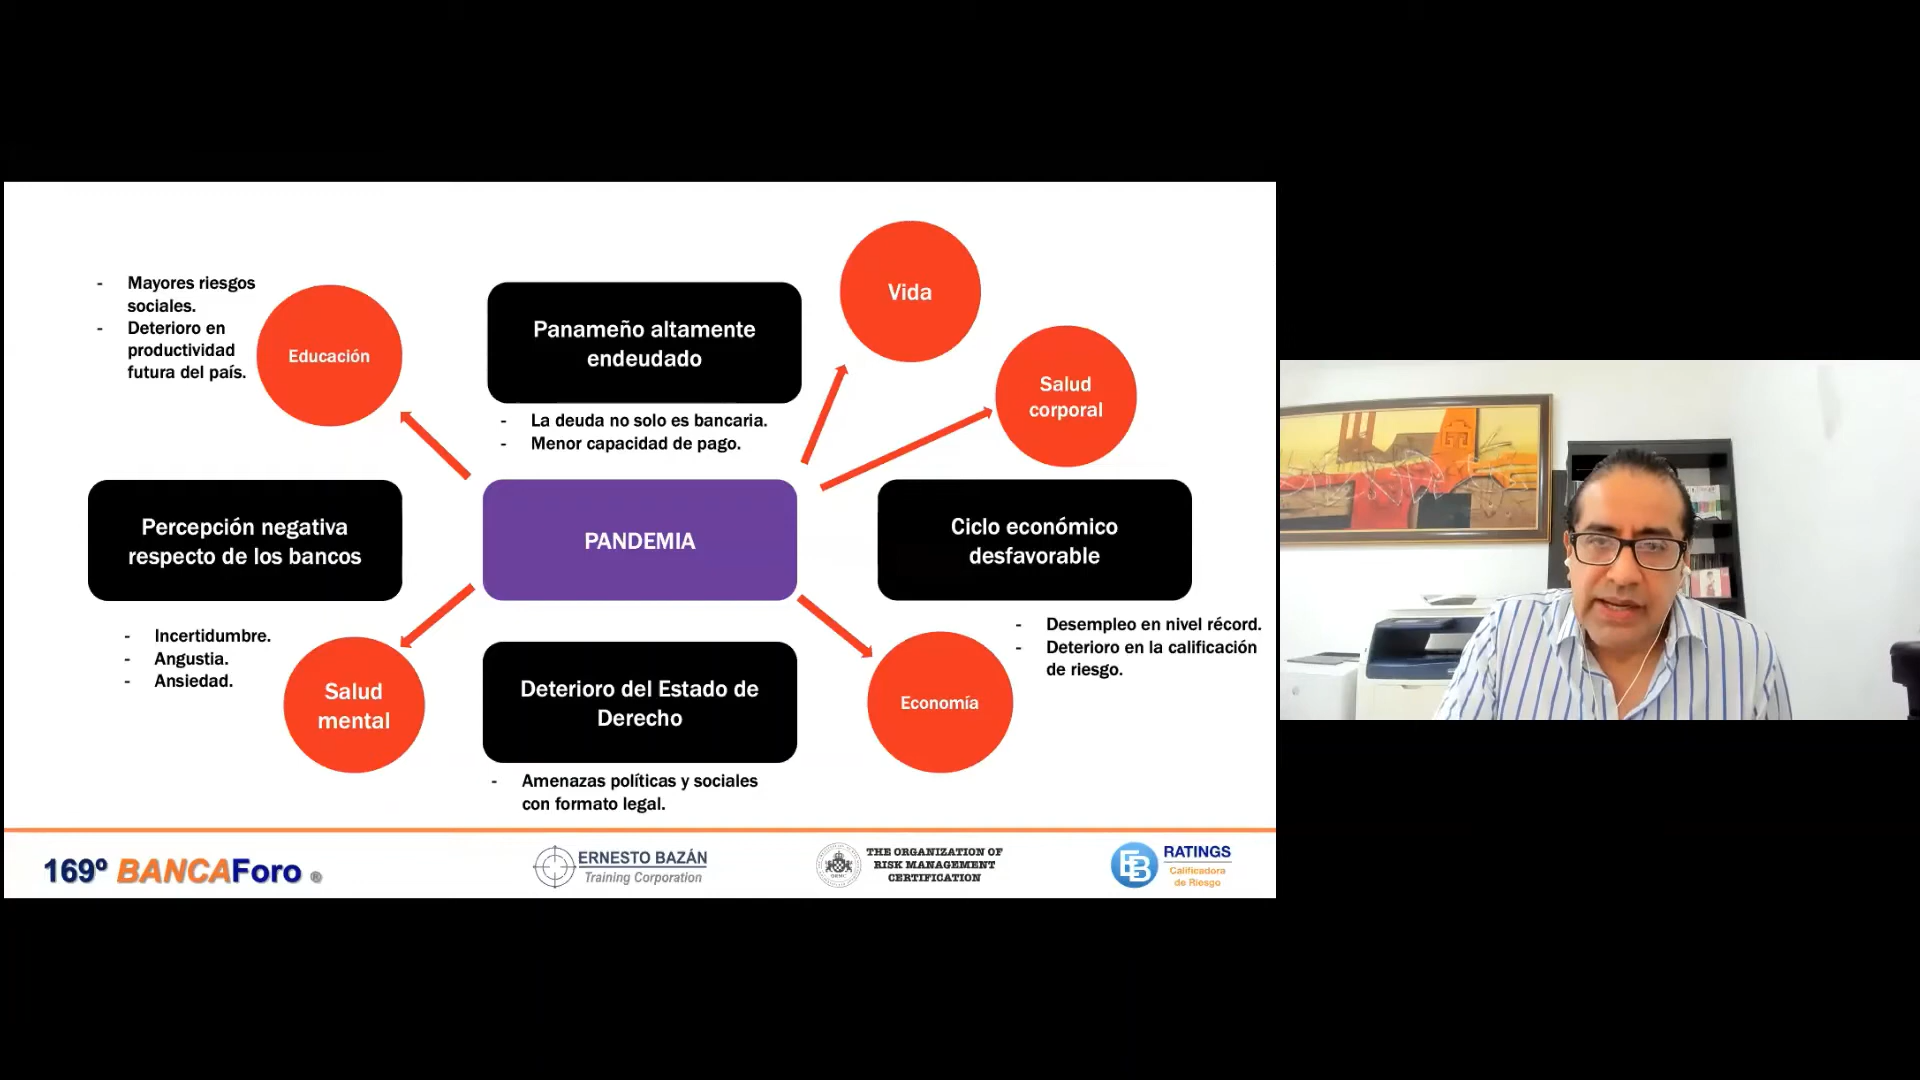 - Mayores riesgos
sociales.
- Deterioro en
productividad
futura del país.
Educación
Panameño altamente
endeudado
- La deuda no solo es bancaria.
- Menor capacidad de pago.
Vida
Salud
corporal
Percepción negativa
respecto de los bancos
PANDEMIA
Ciclo económico
desfavorable
- Incertidumbre.
- Angustia.
- Ansiedad.
Salud
mental
Deterioro del Estado de
Derecho
- Amenazas políticas y sociales
con formato legal.
Economía
- Desempleo en nivel récord.
- Deterioro en la calificación
de riesgo.
169º BANCAForo ®
ERNESTO BAZÁN
Training Corporation
THE ORGANIZATION OF
RISK MANAGEMENT
CERTIFICATION
EB
RATINGS
Calificadora
de Riesgo